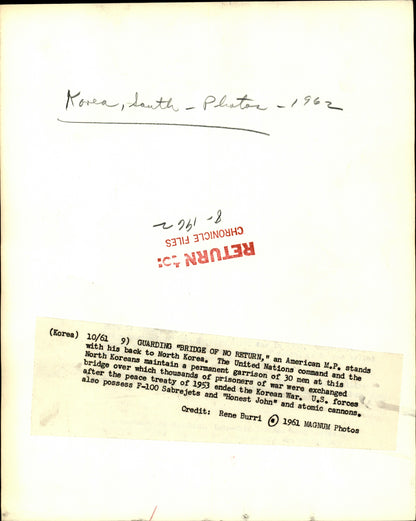 Korea, South - Photos - 1962
8 - 1962
RETURN TO:
CHRONICLE FILES
(Korea) 10/61 9) GUARDING "BRIDGE OF NO RETURN," an American M.P. stands
with his back to North Korea. The United Nations command and the
North Koreans maintain a permanent garrison of 30 men at this
bridge over which thousands of prisoners of war were exchanged
after the peace treaty of 1953 ended the Korean War. U.S. forces
also possess F-100 Sabrejets and "Honest John" and atomic cannons.
Credit: Rene Burri © 1961 MAGNUM Photos